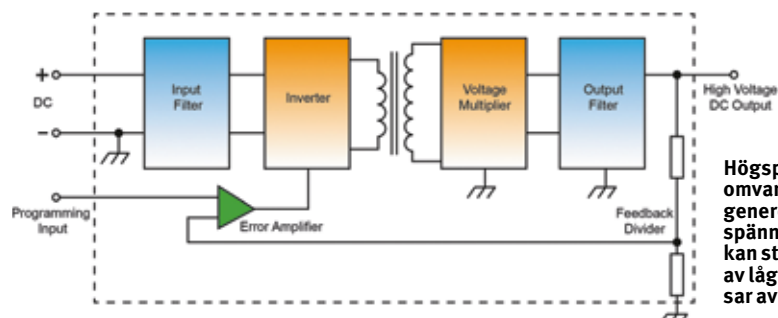 +
DC
-
Input
Filter
Inverter
Voltage
Multiplier
Output
Filter
High Voltage
DC Output
Programming
Input
Error Amplifier
Feedback
Divider
Högsp
omvar
gener
spänn
kan st
av låg
sar av